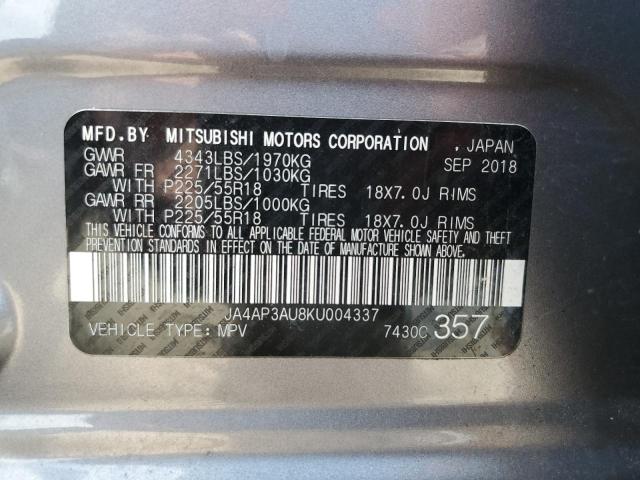 MFD.BY MITSUBISHI MOTORS CORPORATION , JAPAN
GVWR 4343LBS/1970KG SEP 2018
GAWR FR 2271LBS/1030KG
WITH P225/55R18 TIRES 18X7.0J RIMS
GAWR RR 2205LBS/1000KG
WITH P225/55R18 TIRES 18X7.0J RIMS
THIS VEHICLE CONFORMS TO ALL APPLICABLE FEDERAL MOTOR VEHICLE SAFETY AND THEFT
PREVENTION STANDARDS IN EFFECT ON THE DATE OF MANUFACTURE SHOWN ABOVE.
JA4AP3AU8KU004337
VEHICLE TYPE: MPV 7430C 357